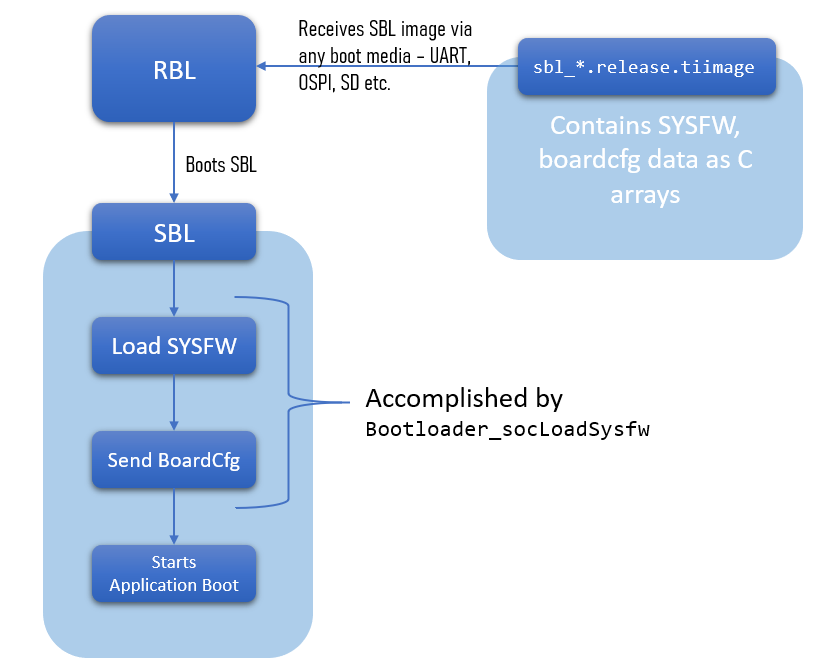 RBL
Receives SBL image via
any boot media – UART,
OSPI, SD etc.
sbl_*.release.tiimage
Contains SYSFW,
boardcfg data as C
arrays
Boots SBL
SBL
Load SYSFW
Accomplished by
Bootloader_socLoadSysfw
Send BoardCfg
Starts
Application Boot